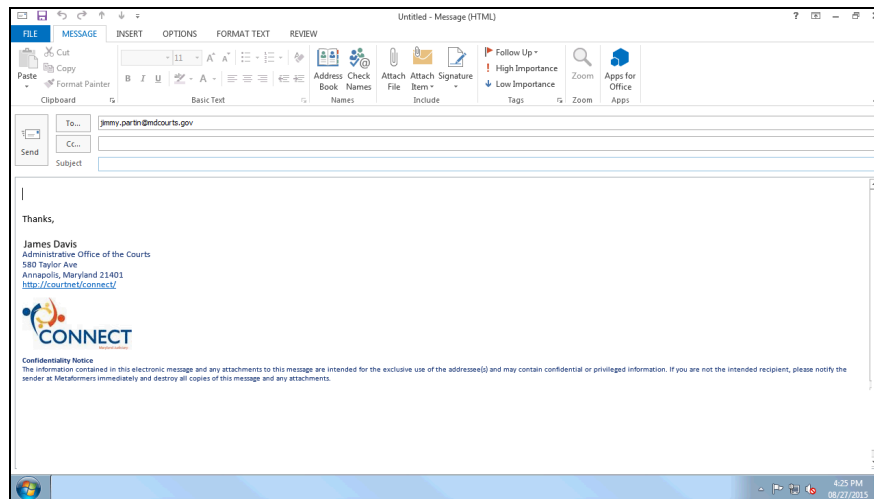 Untitled - Message (HTML)
FILE MESSAGE INSERT OPTIONS FORMAT TEXT REVIEW
Cut
Copy
Format Painter
Paste
11
B I U
Address Book
Check Names
Attach File
Attach Item
Signature
Follow Up
High Importance
Low Importance
Zoom
Apps for Office
Clipboard Basic Text Names Include Tags Zoom Apps
Send
To... jimmy.partin@mdcourts.gov
Cc...
Subject
Thanks,
James Davis
Administrative Office of the Courts
580 Taylor Ave
Annapolis, Maryland 21401
http://courtnet/connect/
CONNECT
Confidentiality Notice
The information contained in this electronic message and any attachments to this message are intended for the exclusive use of the addressee(s) and may contain confidential or privileged information. If you are not the intended recipient, please notify the
sender at Metaformers immediately and destroy all copies of this message and any attachments.
4:25 PM
08/27/2015